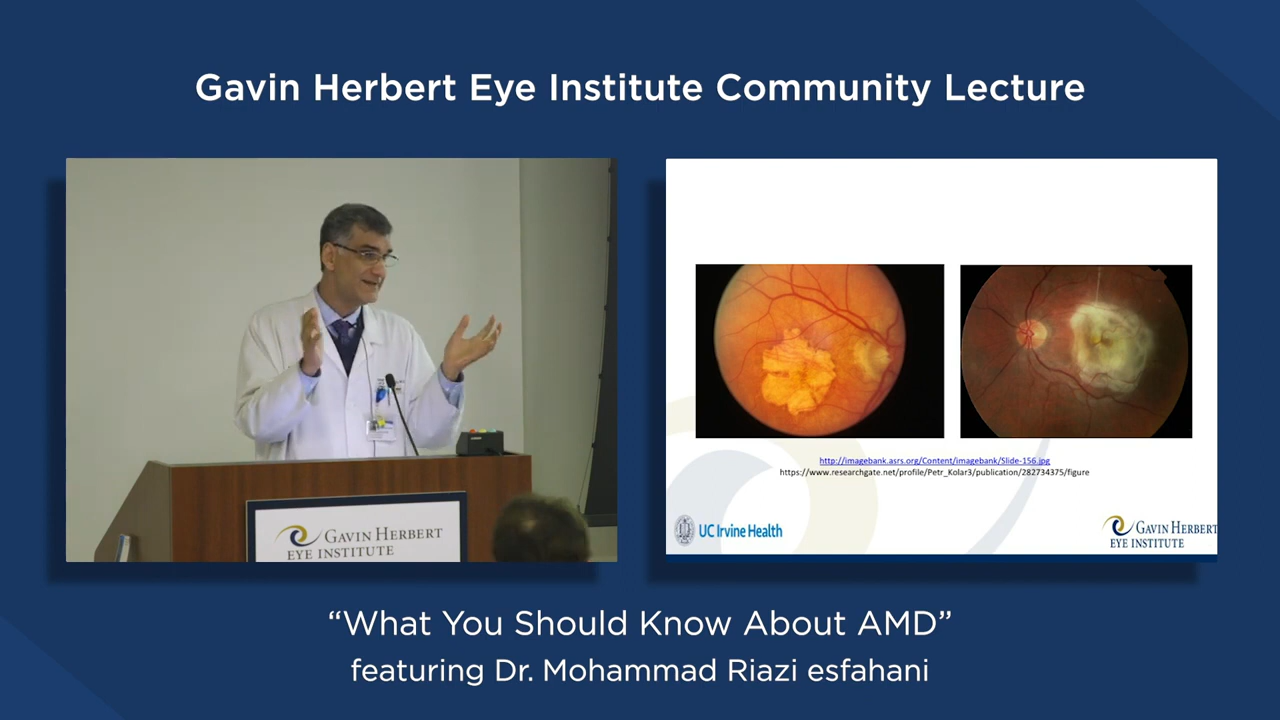 Gavin Herbert Eye Institute Community Lecture
GAVIN HERBERT
EYE INSTITUTE
http://imagebank.asrs.org/Content/imagebank/Slide-156.jpg
https://www.researchgate.net/profile/Petr_Kolar3/publication/282734375/figure
UC Irvine Health
GAVIN HERBERT
EYE INSTITUTE
“What You Should Know About AMD”
featuring Dr. Mohammad Riazi esfahani